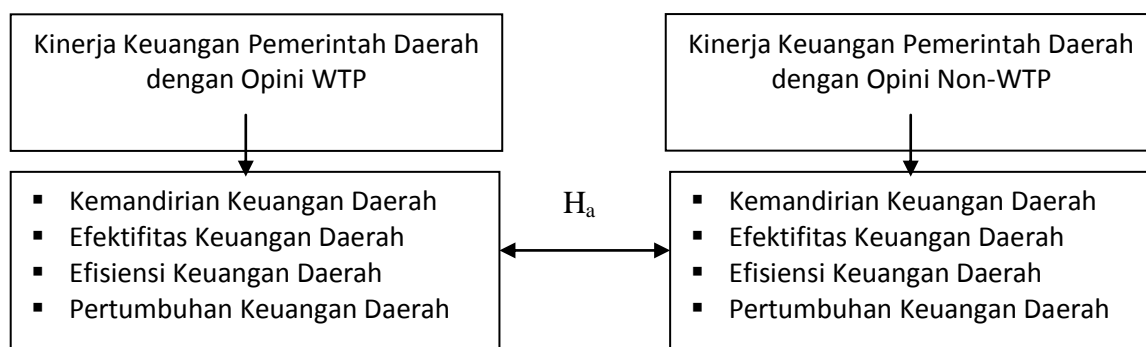 Kinerja Keuangan Pemerintah Daerah
dengan Opini WTP
Kinerja Keuangan Pemerintah Daerah
dengan Opini Non-WTP
▪ Kemandirian Keuangan Daerah
▪ Efektifitas Keuangan Daerah
▪ Efisiensi Keuangan Daerah
▪ Pertumbuhan Keuangan Daerah
Hₐ
▪ Kemandirian Keuangan Daerah
▪ Efektifitas Keuangan Daerah
▪ Efisiensi Keuangan Daerah
▪ Pertumbuhan Keuangan Daerah